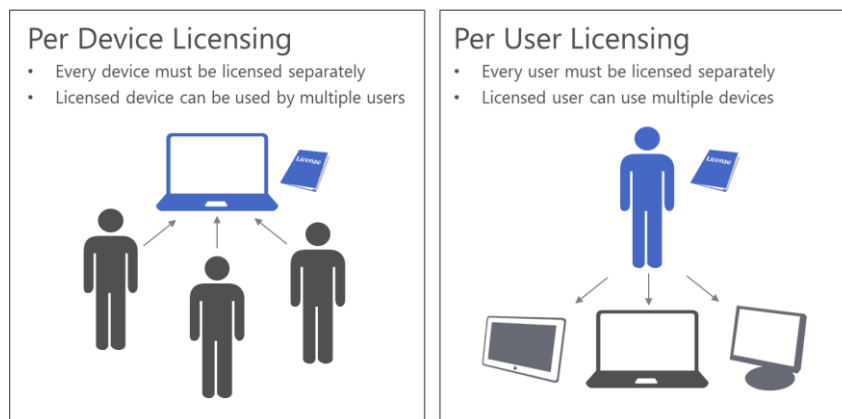 Per Device Licensing
• Every device must be licensed separately
• Licensed device can be used by multiple users
License
Per User Licensing
• Every user must be licensed separately
• Licensed user can use multiple devices
License